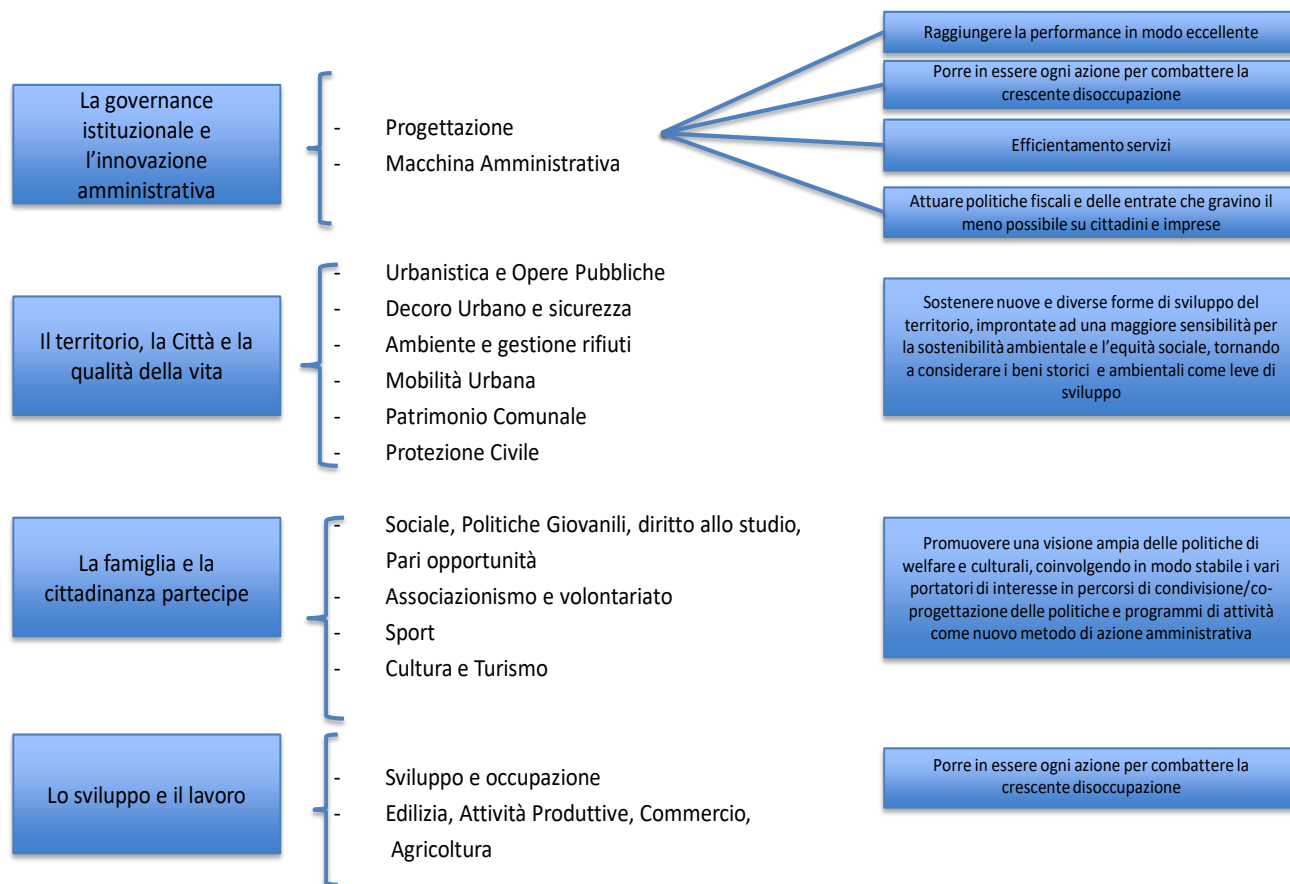 La governance
istituzionale e
l'innovazione
amministrativa
- Progettazione
- Macchina Amministrativa
Raggiungere la performance in modo eccellente
Porre in essere ogni azione per combattere la
crescente disoccupazione
Efficientamento servizi
Attuare politiche fiscali e delle entrate che gravino il
meno possibile su cittadini e imprese
Il territorio, la Città e la
qualità della vita
- Urbanistica e Opere Pubbliche
- Decoro Urbano e sicurezza
- Ambiente e gestione rifiuti
- Mobilità Urbana
- Patrimonio Comunale
- Protezione Civile
Sostenere nuove e diverse forme di sviluppo del
territorio, improntate ad una maggiore sensibilità per
la sostenibilità ambientale e l'equità sociale, tornando
a considerare i beni storici e ambientali come leve di
sviluppo
La famiglia e la
cittadinanza partecipe
- Sociale, Politiche Giovanili, diritto allo studio,
Pari opportunità
- Associazionismo e volontariato
- Sport
- Cultura e Turismo
Promuovere una visione ampia delle politiche di
welfare e culturali, coinvolgendo in modo stabile i vari
portatori di interesse in percorsi di condivisione/co-
progettazione delle politiche e programmi di attività
come nuovo metodo di azione amministrativa
Lo sviluppo e il lavoro
- Sviluppo e occupazione
- Edilizia, Attività Produttive, Commercio,
Agricoltura
Porre in essere ogni azione per combattere la
crescente disoccupazione